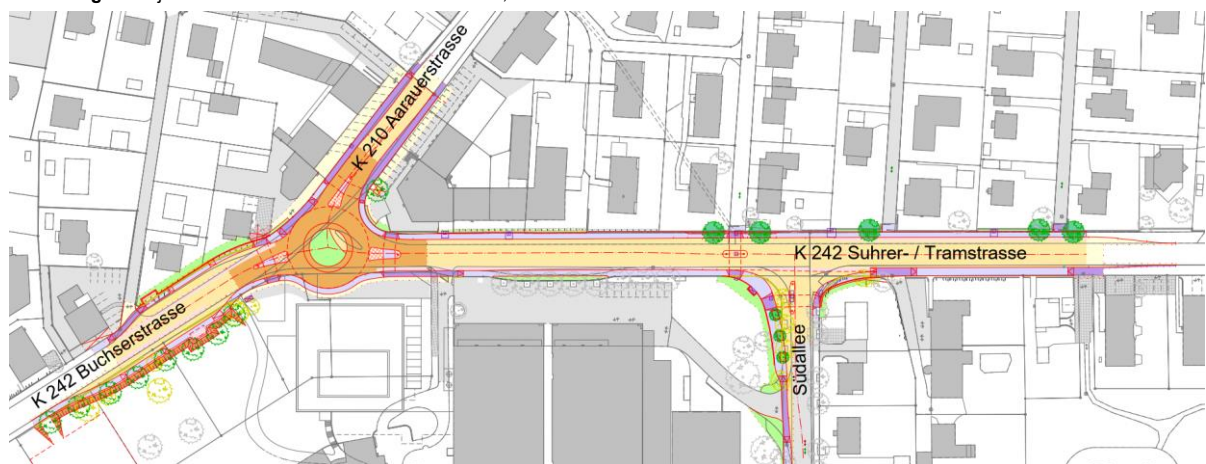 K 210 Aarauerstrasse
K 242 Suhrer- / Tramstrasse
K 242 Buchserstrasse
Südallee